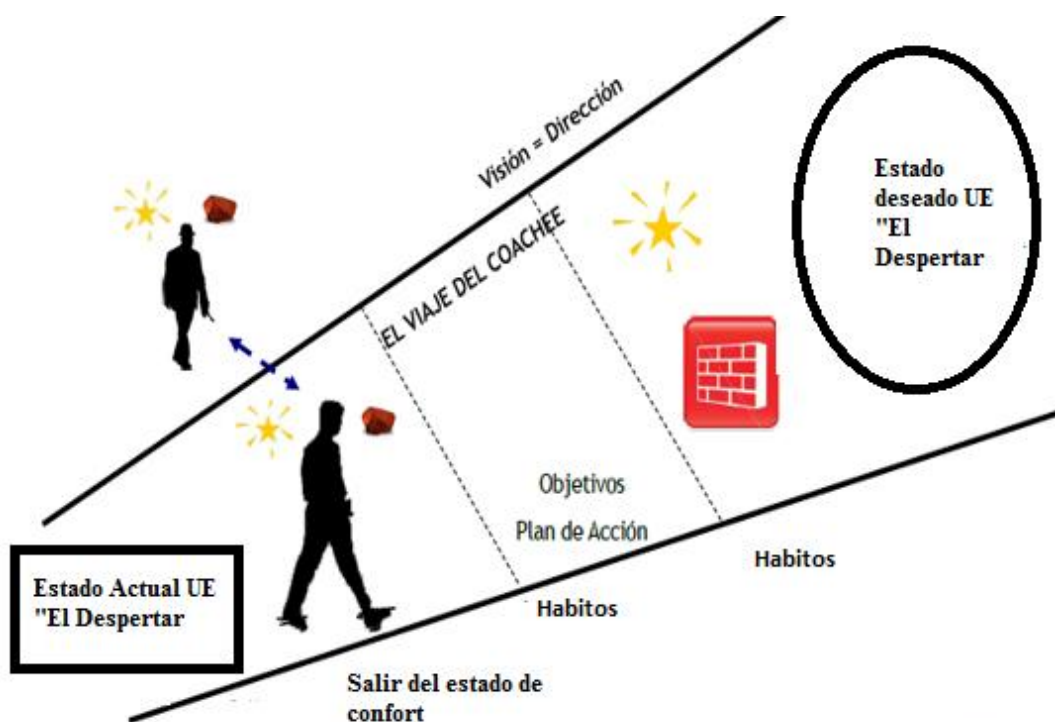 Visión = Dirección
EL VIAJE DEL COACHEE
Estado
deseado UE
"El
Despertar
Objetivos
Plan de Acción
Habitos
Habitos
Estado Actual UE
"El Despertar
Salir del estado de
confort